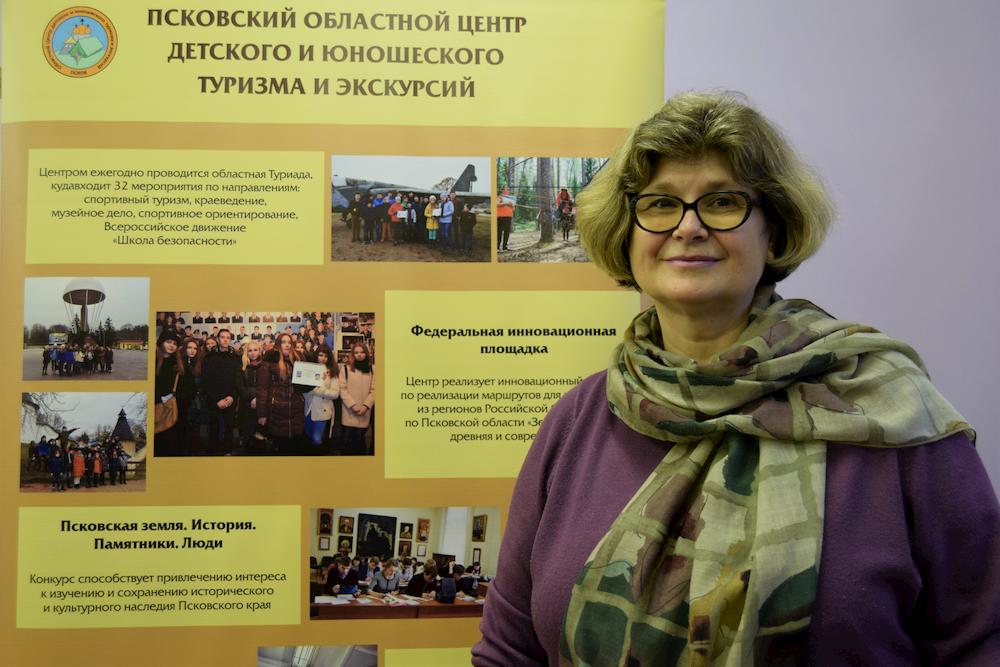 ПСКОВСКИЙ ОБЛАСТНОЙ ЦЕНТР
ДЕТСКОГО И ЮНОШЕСКОГО
ТУРИЗМА И ЭКСКУРСИЙ
ПСКОВ
Центром ежегодно проводится областная Туриада,
кудавходит 32 мероприятия по направлениям:
спортивный туризм, краеведение,
музейное дело, спортивное ориентирование,
Всероссийское движение
«Школа безопасности»
Федеральная инновационная
площадка
Центр реализует инновационный
по реализации маршрутов для
из регионов Российской
по Псковской области
древняя и
Псковская земля. История.
Памятники. Люди
Конкурс способствует привлечению интереса
к изучению и сохранению исторического
и культурного наследия Псковского края